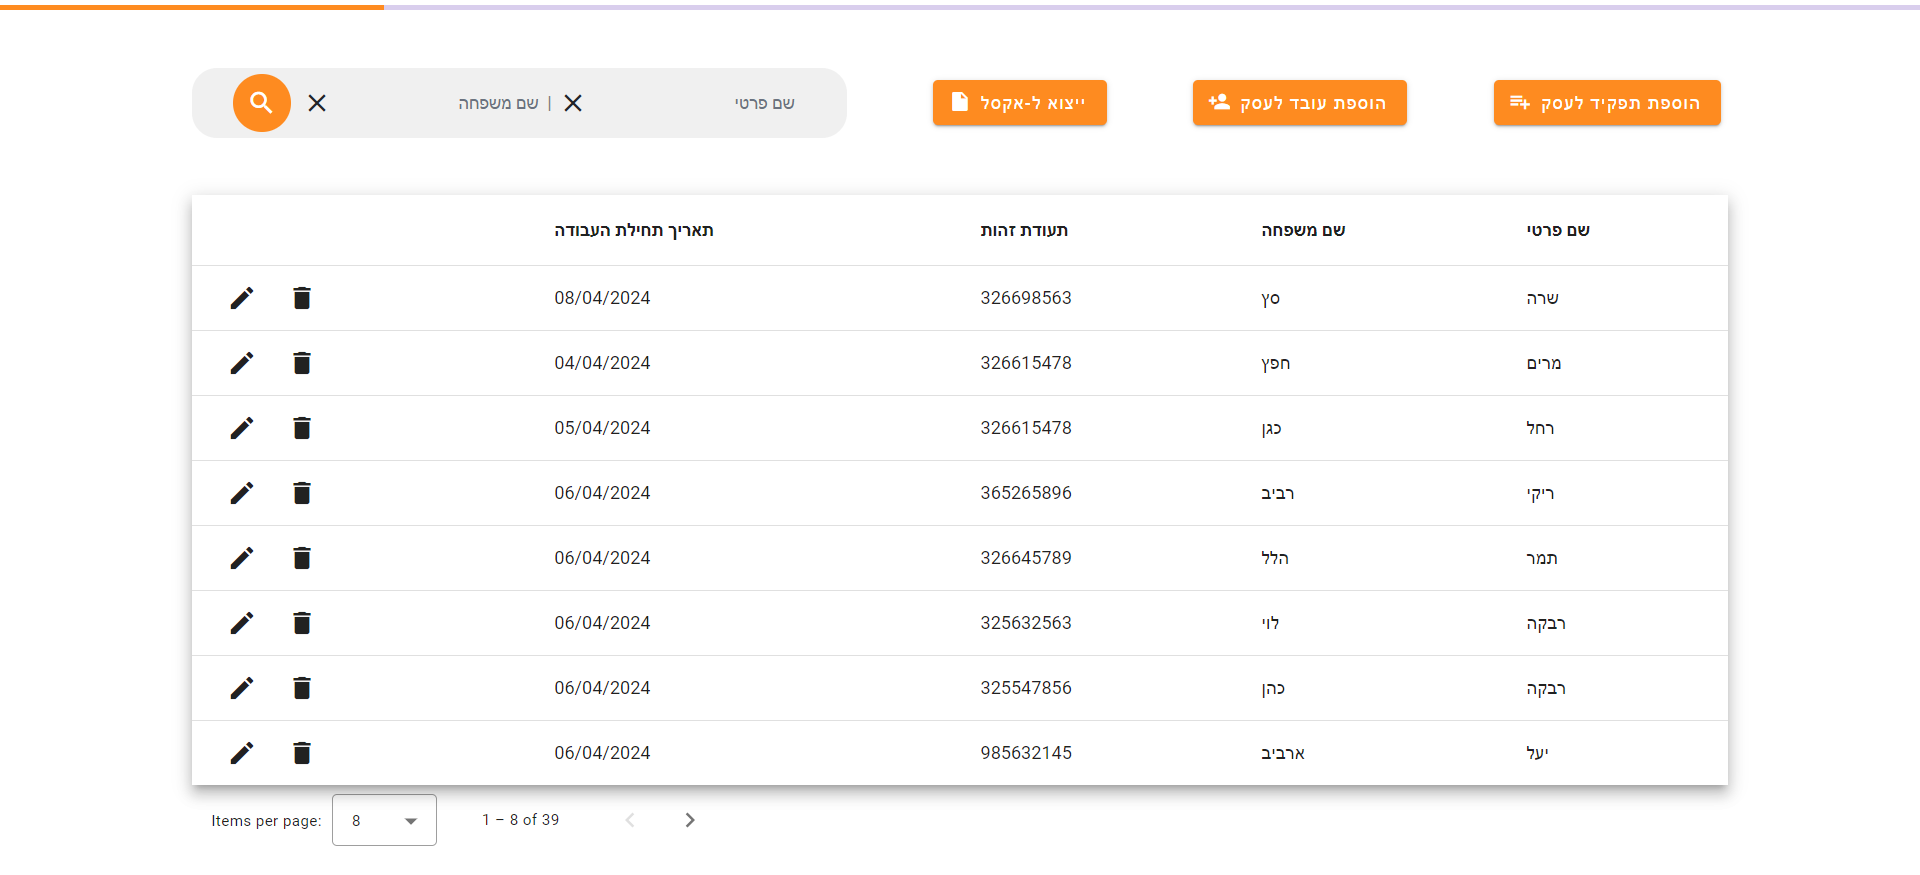 הוספת תפקיד לעסק
הוספת עובד לעסק
ייצוא ל-אקסל
שם פרטי
| שם משפחה
שם פרטי שם משפחה תעודת זהות תאריך תחילת העבודה
שרה סץ 326698563 08/04/2024
מרים חפץ 326615478 04/04/2024
רחל כגן 326615478 05/04/2024
ריקי רביב 365265896 06/04/2024
תמר הלל 326645789 06/04/2024
רבקה לוי 325632563 06/04/2024
רבקה כהן 325547856 06/04/2024
יעל ארביב 985632145 06/04/2024
Items per page: 8 1 – 8 of 39